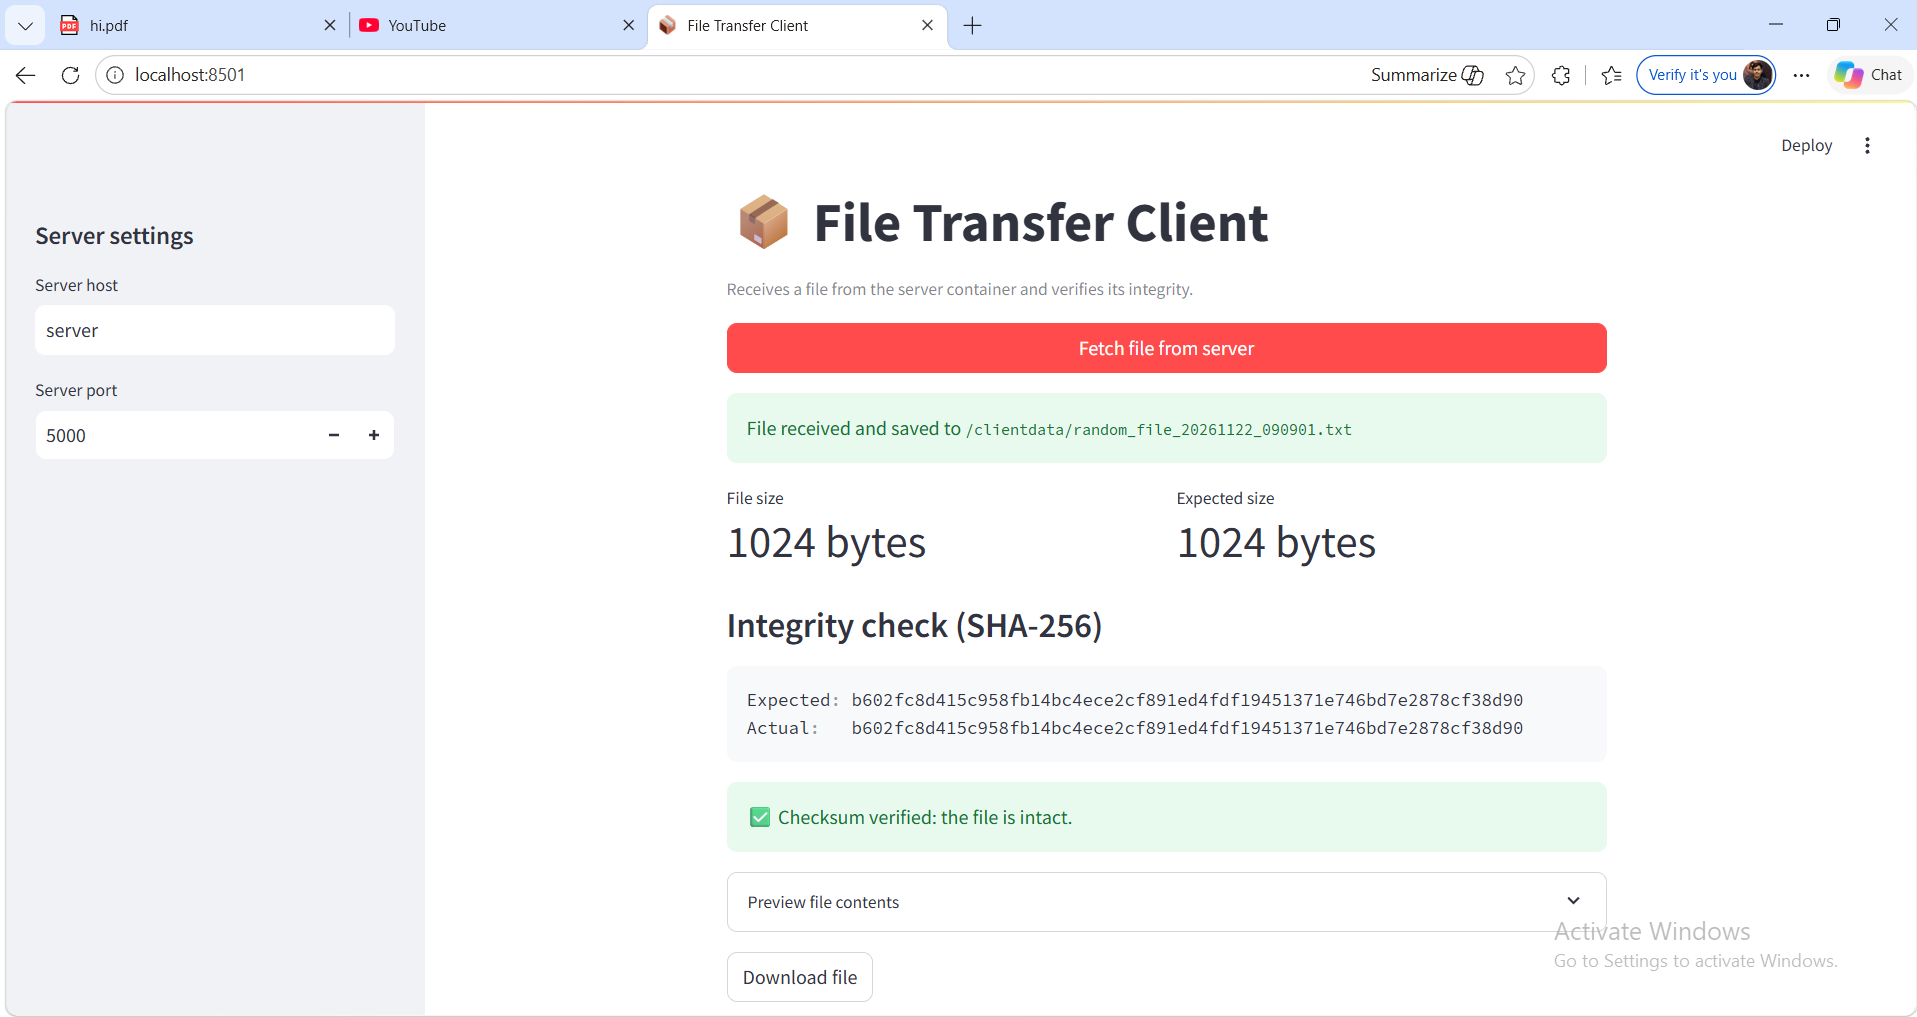 hi.pdf
YouTube
File Transfer Client
localhost:8501
Summarize
Verify it's you
Chat
Deploy
Server settings
Server host
server
Server port
5000
File Transfer Client
Receives a file from the server container and verifies its integrity.
Fetch file from server
File received and saved to /clientdata/random_file_20261122_090901.txt
File size
Expected size
1024 bytes
1024 bytes
Integrity check (SHA-256)
Expected: b602fc8d415c958fb14bc4ece2cf891ed4fdf19451371e746bd7e2878cf38d90
Actual: b602fc8d415c958fb14bc4ece2cf891ed4fdf19451371e746bd7e2878cf38d90
✅ Checksum verified: the file is intact.
Preview file contents
Activate Windows
Go to Settings to activate Windows.
Download file